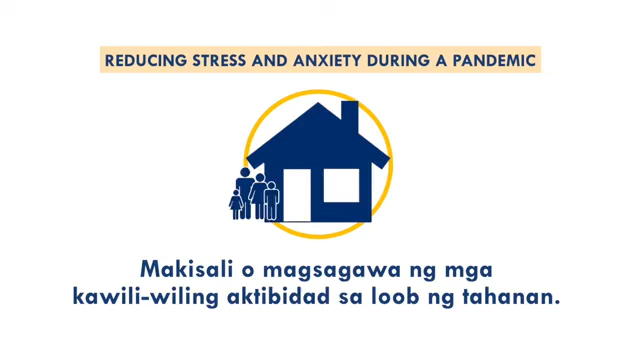 REDUCING STRESS AND ANXIETY DURING A PANDEMIC
Makisali o magsagawa ng mga
kawili-wiling aktibidad sa loob ng tahanan.